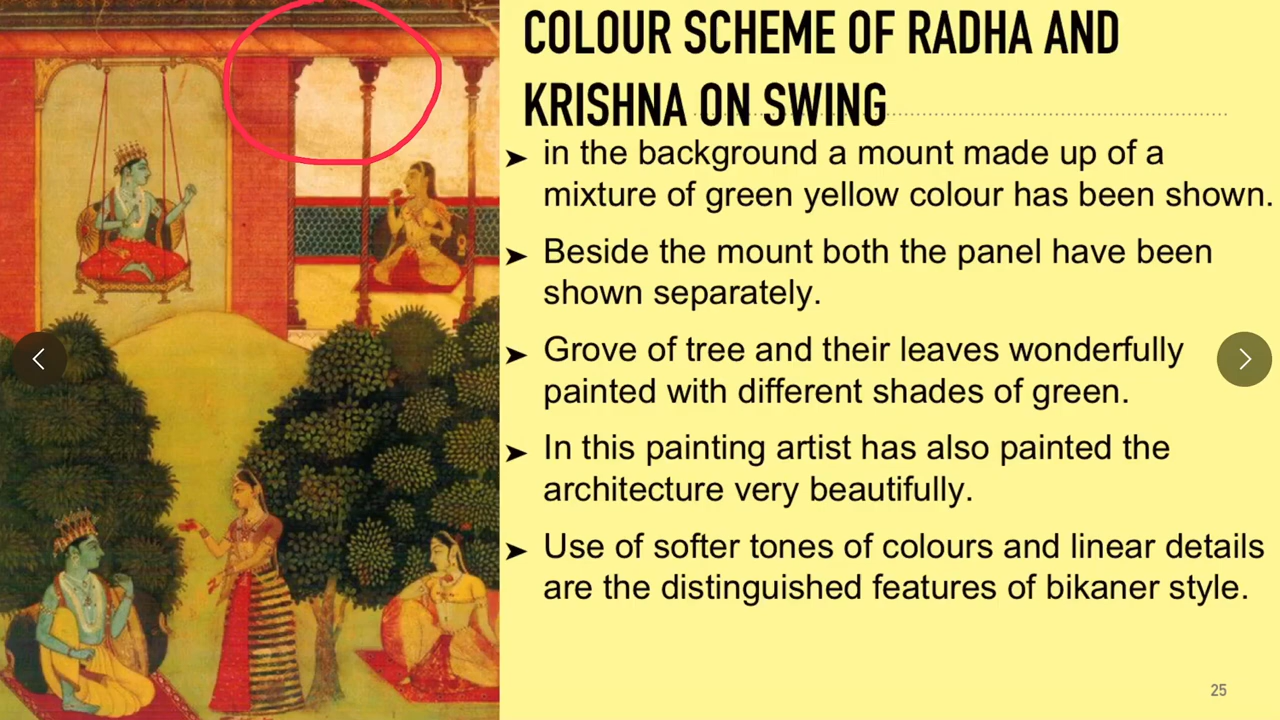 COLOUR SCHEME OF RADHA AND
KRISHNA ON SWING
➤ in the background a mount made up of a
mixture of green yellow colour has been shown.
➤ Beside the mount both the panel have been
shown separately.
➤ Grove of tree and their leaves wonderfully
painted with different shades of green.
➤ In this painting artist has also painted the
architecture very beautifully.
➤ Use of softer tones of colours and linear details
are the distinguished features of bikaner style.
25